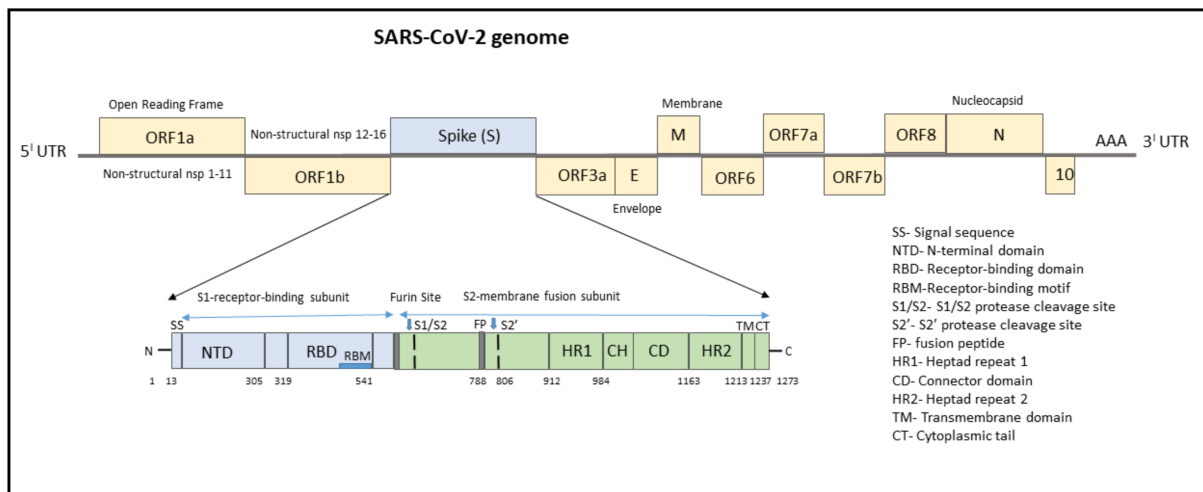 SARS-CoV-2 genome
Open Reading Frame
Membrane
Nucleocapsid
ORF1a
Non-structural nsp 12-16
Spike (S)
M
ORF7a
ORF8
N
AAA
5ˡ UTR
3ˡ UTR
Non-structural nsp 1-11
ORF1b
ORF3a
E
ORF6
ORF7b
10
Envelope
SS- Signal sequence
NTD- N-terminal domain
RBD- Receptor-binding domain
RBM-Receptor-binding motif
S1/S2- S1/S2 protease cleavage site
S2’- S2’ protease cleavage site
FP- fusion peptide
HR1- Heptad repeat 1
CD- Connector domain
HR2- Heptad repeat 2
TM- Transmembrane domain
CT- Cytoplasmic tail
S1-receptor-binding subunit
Furin Site
S2-membrane fusion subunit
SS
S1/S2
FP
S2’
TM
CT
N
NTD
RBD
RBM
HR1
CH
CD
HR2
C
1 13 305 319 541 788 806 912 984 1163 1213 1237 1273